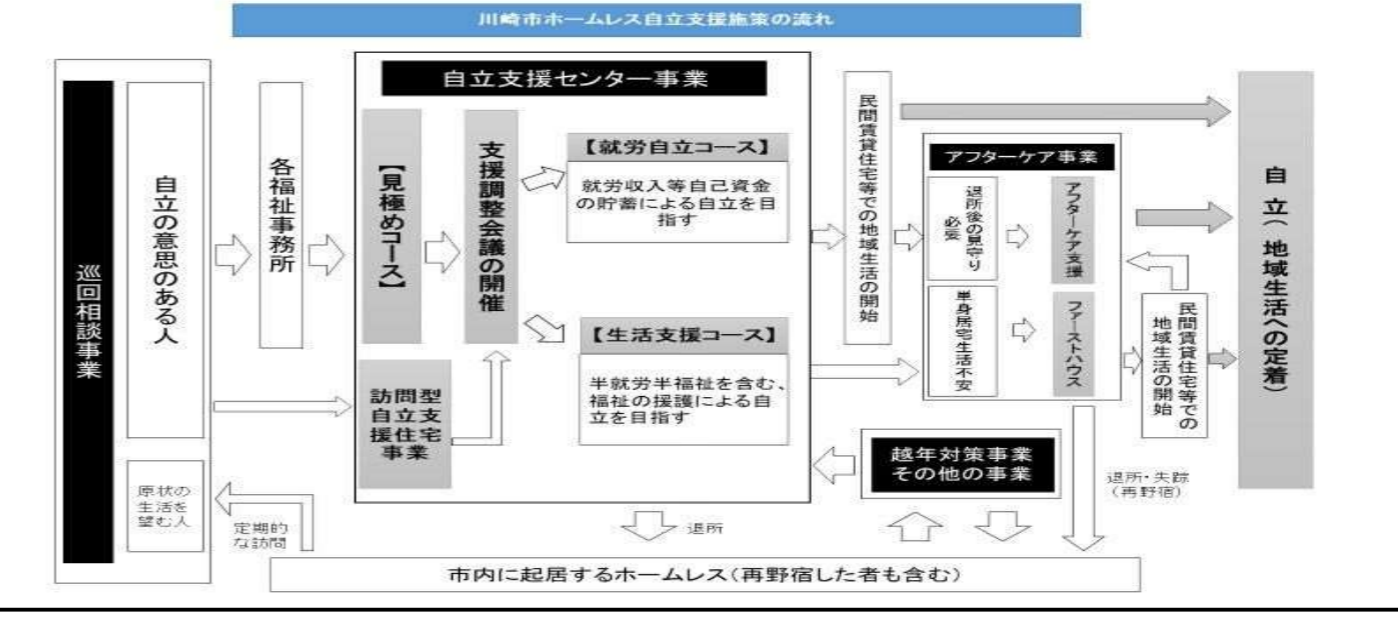 川崎市ホームレス自立支援施策の流れ
巡回相談事業
自立の意思のある人
原状の
生活を
望む人
各福祉事務所
自立支援センター事業
【見極めコース】
訪問型
自立支
援住宅
事業
支援調整会議の開催
【就労自立コース】
就労収入等自己資金
の貯蓄による自立を目
指す
【生活支援コース】
半就労半福祉を含む、
福祉の援護による自
立を目指す
民間賃貸住宅等での地域生活の開始
アフターケア事業
退所後の見守り
必要
アフターケア支援
単身居宅生活不安
ファーストハウス
民間賃貸住宅等での
地域生活の開始
自立(地域生活への定着)
越年対策事業
その他の事業
退所・失踪
(再野宿)
定期的
な訪問
退所
市内に起居するホームレス(再野宿した者も含む)